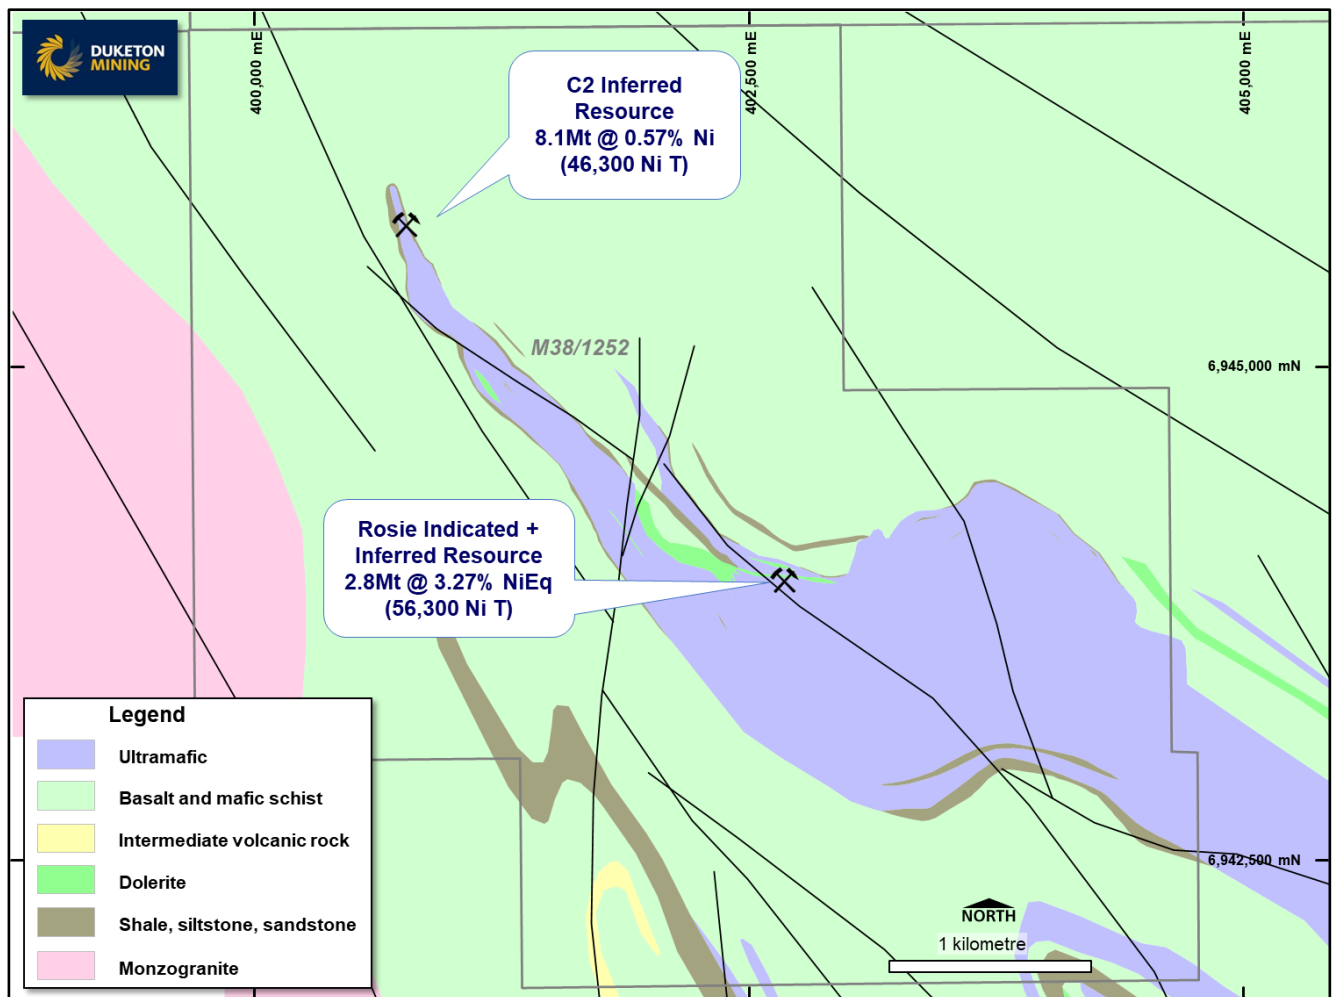 DUKETON
MINING
400,000 mE
402,500 mE
405,000 mE
C2 Inferred
Resource
8.1Mt @ 0.57% Ni
(46,300 Ni T)
M38/1252
6,945,000 mN
Rosie Indicated +
Inferred Resource
2.8Mt @ 3.27% NiEq
(56,300 Ni T)
Legend
Ultramafic
Basalt and mafic schist
Intermediate volcanic rock
Dolerite
Shale, siltstone, sandstone
Monzogranite
6,942,500 mN
NORTH
1 kilometre